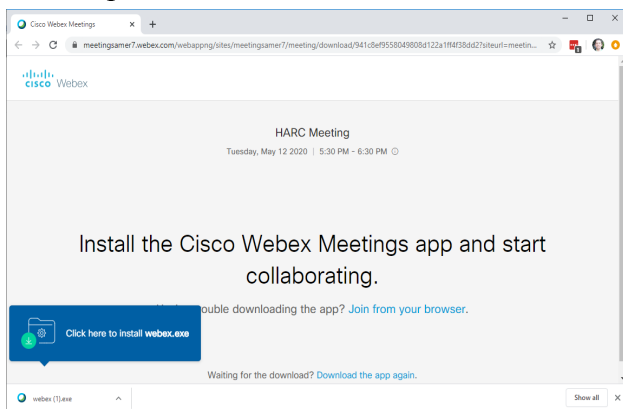 Cisco Webex Meetings
meetingsamer7.webex.com/webappng/sites/meetingsamer7/meeting/download/941c8ef9558049808d122a1ff4f38dd2?siteurl=meetin...
1
CISCO Webex
HARC Meeting
Tuesday, May 12 2020 | 5:30 PM - 6:30 PM
Install the Cisco Webex Meetings app and start
collaborating.
ouble downloading the app? Join from your browser.
Click here to install webex.exe
Waiting for the download? Download the app again.
webex (1).exe
Show all